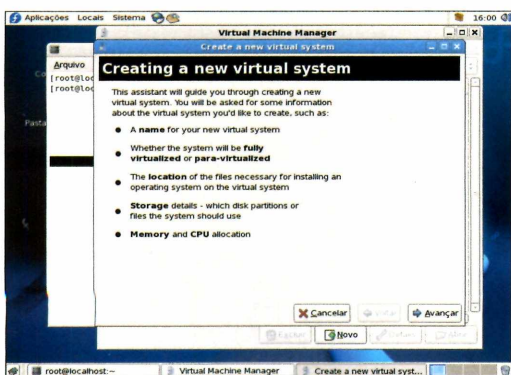 Aplicações Locais Sistema 16:00
Virtual Machine Manager
Create a new virtual system
Arquivo
[root@loc
[root@loc
Pasta
Creating a new virtual system
This assistant will guide you through creating a new
virtual system. You will be asked for some information
about the virtual system you'd like to create, such as:
A name for your new virtual system
Whether the system will be fully
virtualized or para-virtualized
The location of the files necessary for installing an
operating system on the virtual system
Storage details - which disk partitions or
files the system should use
Memory and CPU allocation
Cancelar Voltar Avançar
Novo
root@localhost:~ Virtual Machine Manager Create a new virtual syst...